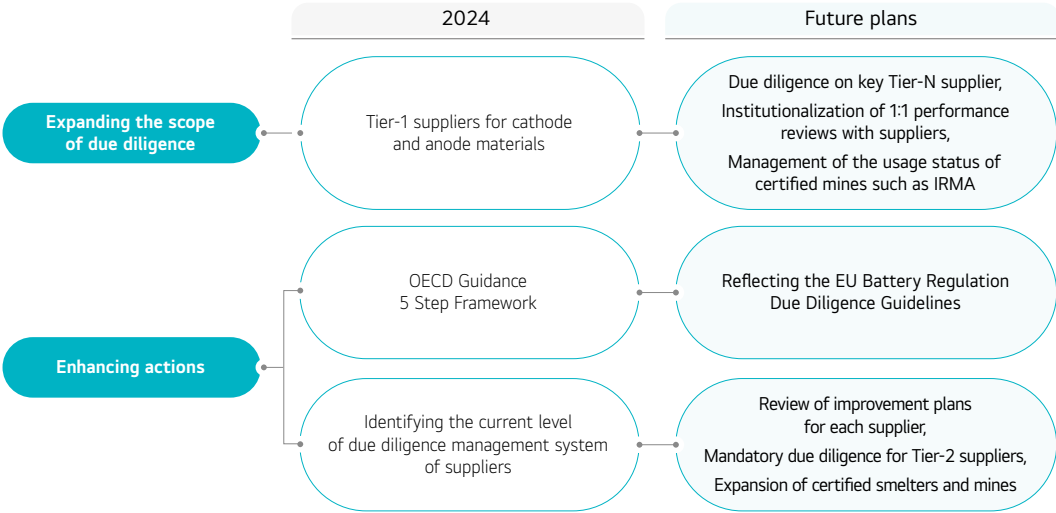 2024
Future plans
Expanding the scope
of due diligence
Tier-1 suppliers for cathode
and anode materials
Due diligence on key Tier-N supplier,
Institutionalization of 1:1 performance
reviews with suppliers,
Management of the usage status of
certified mines such as IRMA
Enhancing actions
OECD Guidance
5 Step Framework
Reflecting the EU Battery Regulation
Due Diligence Guidelines
Identifying the current level
of due diligence management system
of suppliers
Review of improvement plans
for each supplier,
Mandatory due diligence for Tier-2 suppliers,
Expansion of certified smelters and mines